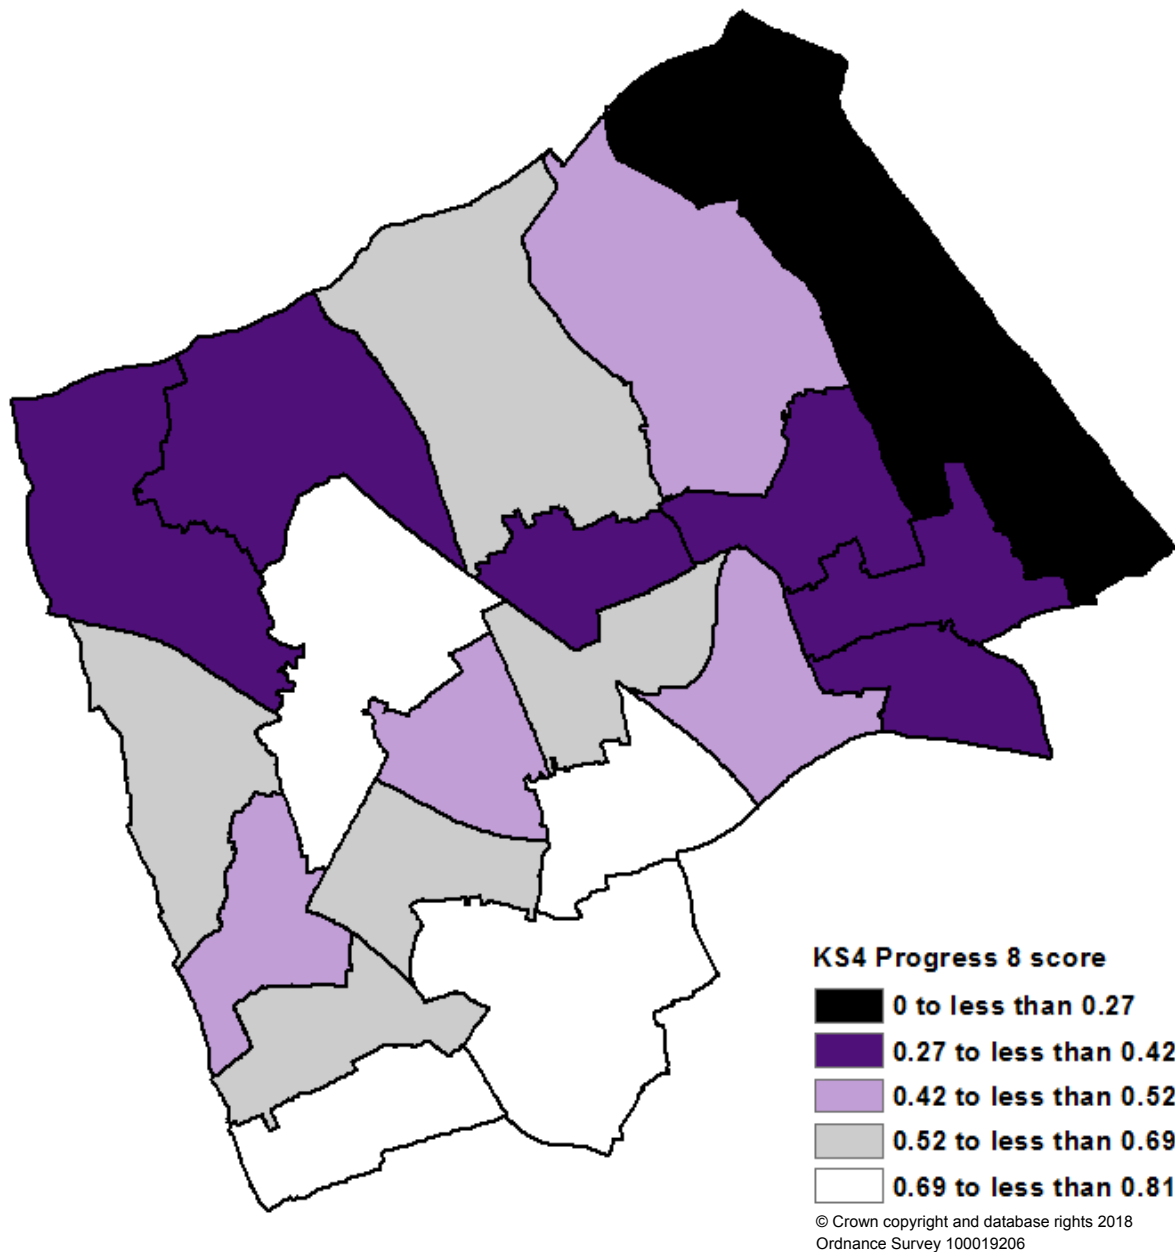 KS4 Progress 8 score
0 to less than 0.27
0.27 to less than 0.42
0.42 to less than 0.52
0.52 to less than 0.69
0.69 to less than 0.81
© Crown copyright and database rights 2018
Ordnance Survey 100019206